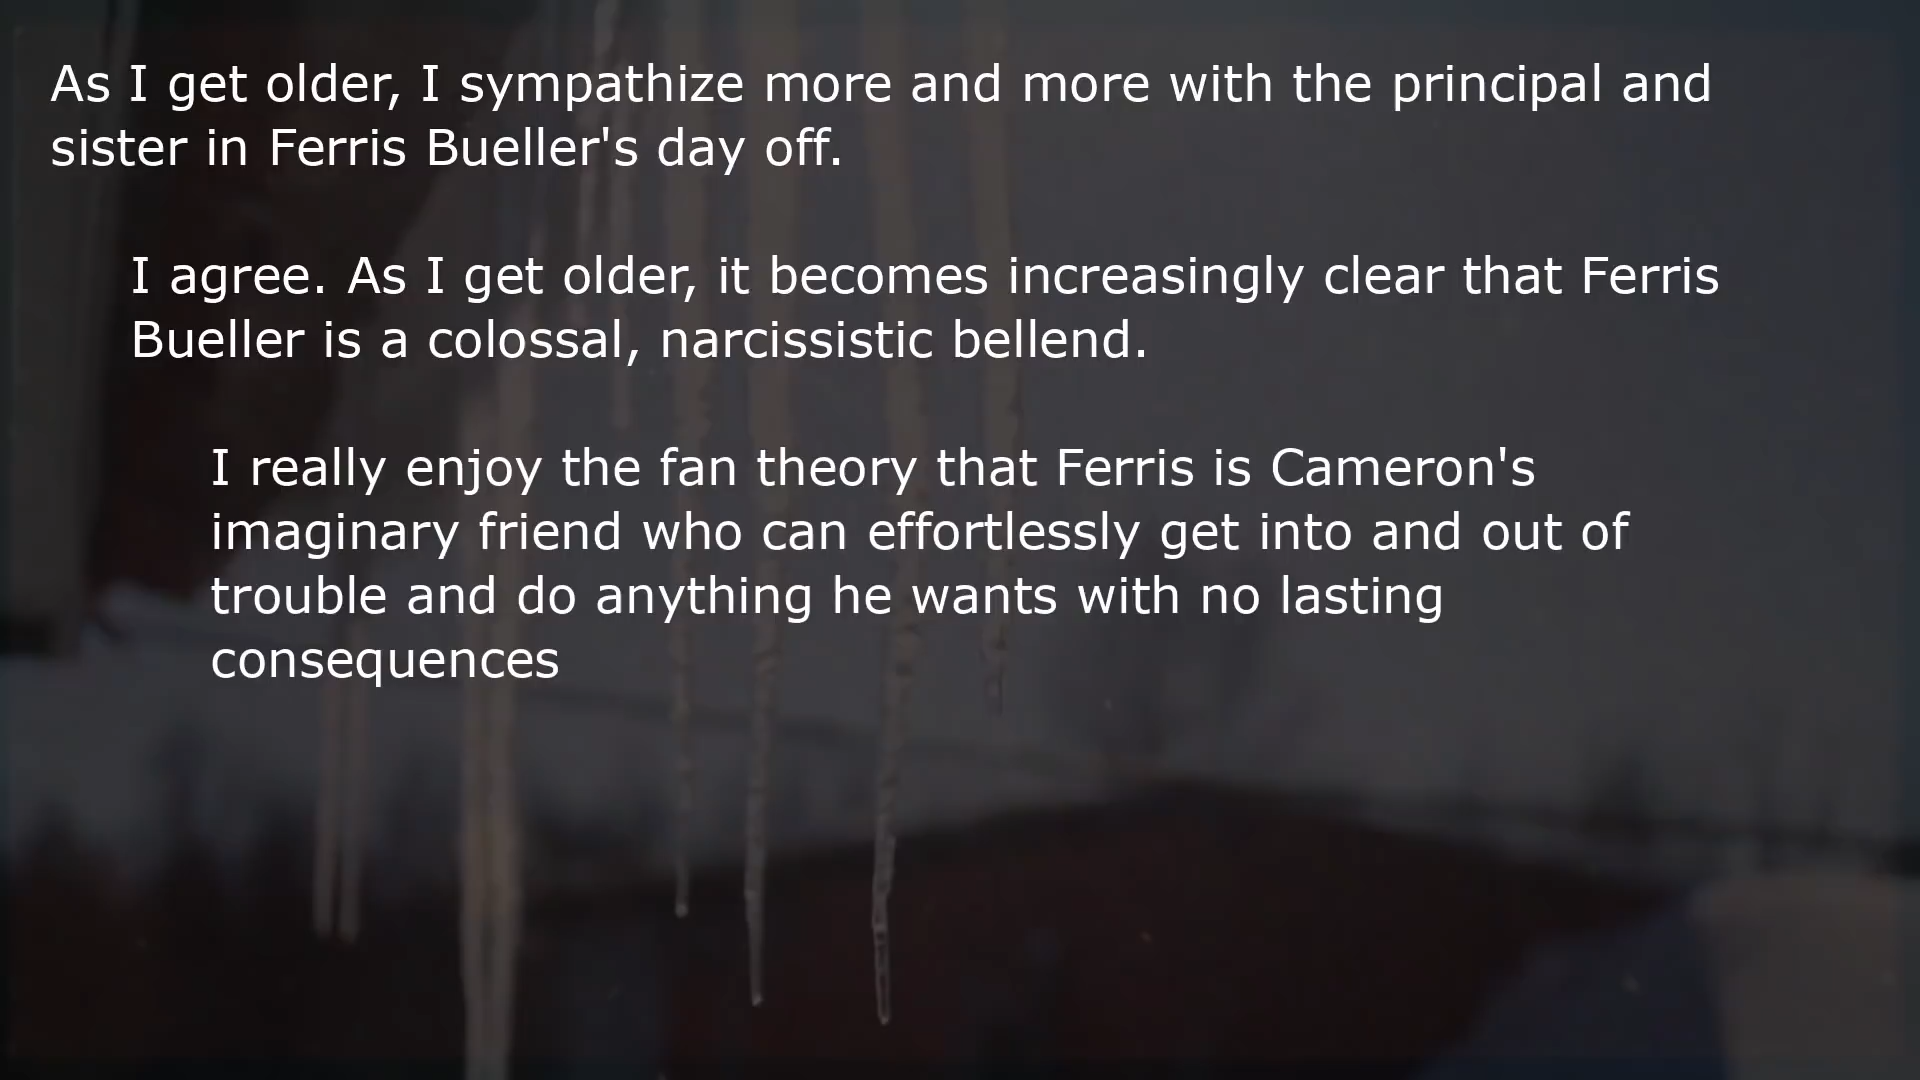 As I get older, I sympathize more and more with the principal and
sister in Ferris Bueller's day off.
I agree. As I get older, it becomes increasingly clear that Ferris
Bueller is a colossal, narcissistic bellend.
I really enjoy the fan theory that Ferris is Cameron's
imaginary friend who can effortlessly get into and out of
trouble and do anything he wants with no lasting
consequences